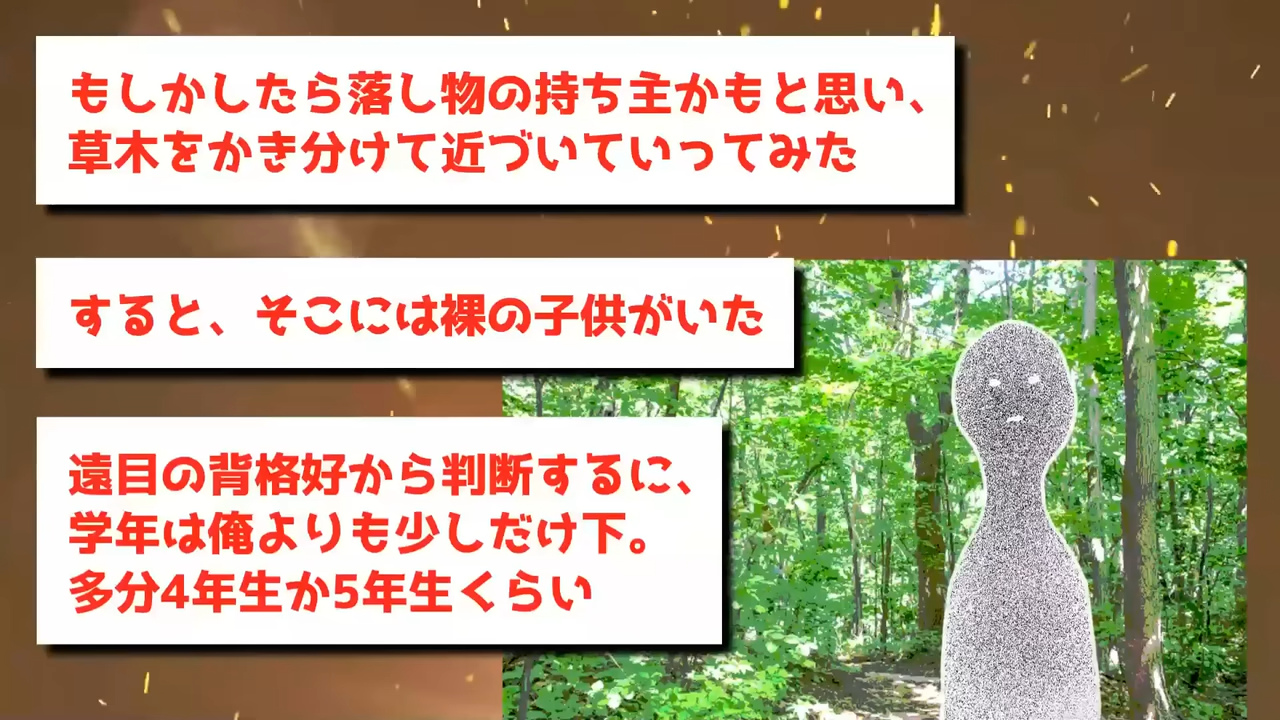 もしかしたら落し物の持ち主かもと思い、
草木をかき分けて近づいていってみた
すると、そこには裸の子供がいた
遠目の背格好から判断するに、
学年は俺よりも少しだけ下。
多分4年生か5年生くらい